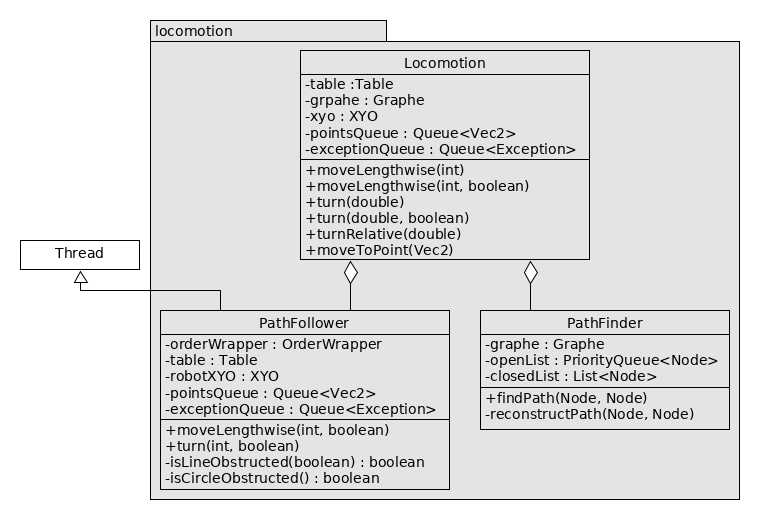 locomotion
Locomotion
-table :Table
-grpahe : Graphe
-xyo : XYO
-pointsQueue : Queue<Vec2>
-exceptionQueue : Queue<Exception>
+moveLengthwise(int)
+moveLengthwise(int, boolean)
+turn(double)
+turn(double, boolean)
+turnRelative(double)
+moveToPoint(Vec2)
Thread
PathFollower
-orderWrapper : OrderWrapper
-table : Table
-robotXYO : XYO
-pointsQueue : Queue<Vec2>
-exceptionQueue : Queue<Exception>
+moveLengthwise(int, boolean)
+turn(int, boolean)
-isLineObstructed(boolean) : boolean
-isCircleObstructed() : boolean
PathFinder
-graphe : Graphe
-openList : PriorityQueue<Node>
-closedList : List<Node>
+findPath(Node, Node)
-reconstructPath(Node, Node)